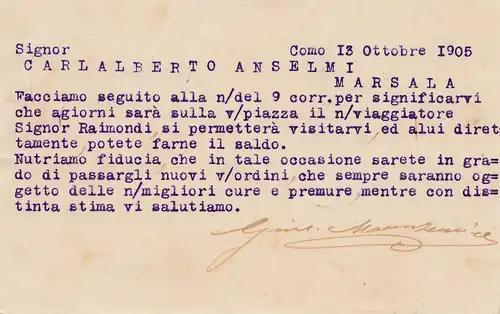 Signor Como 13 Ottobre 1905
CARLALBERTO ANSELMI
MARSALA
Facciamo seguito alla n/del 9 corr.per significarvi
che agiorni sarà sulla v/piazza il n/viaggiatore
Signor Raimondi si permetterà visitarvi ed alui diret=
tamente potete farne il saldo.
Nutriamo fiducia che in tale occasione sarete in gra=
do di passargli nuovi v/ordini che sempre saranno og=
getto delle n/migliori cure e premure mentre con dis=
tinta stima vi salutiamo.